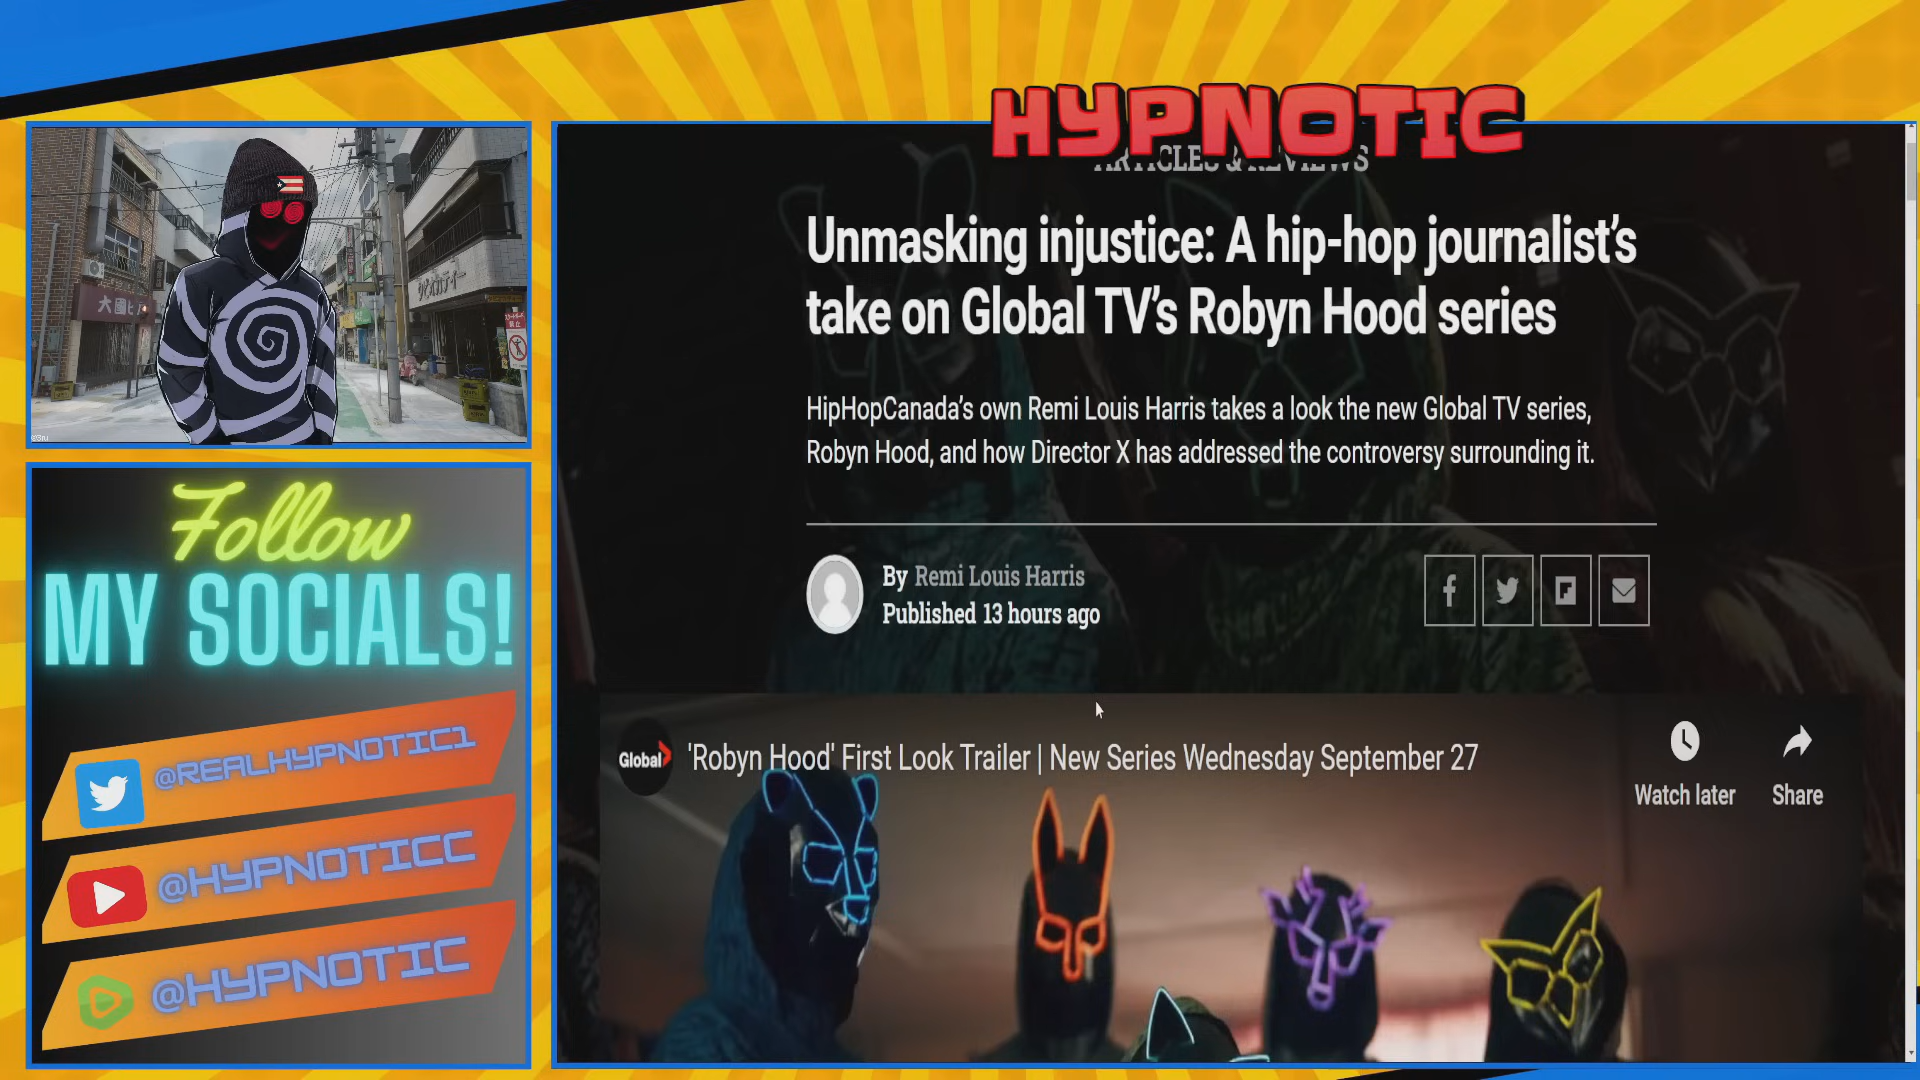 HYPNOTIC
ARTICLES & REVIEWS
Unmasking injustice: A hip-hop journalist's
take on Global TV's Robyn Hood series
HipHopCanada's own Remi Louis Harris takes a look the new Global TV series,
Robyn Hood, and how Director X has addressed the controversy surrounding it.
By Remi Louis Harris
Published 13 hours ago
Global
'Robyn Hood' First Look Trailer | New Series Wednesday September 27
Watch later
Share
Follow
MY SOCIALS!
@REALHYPNOTIC1
@HYPNOTICC
@HYPNOTIC